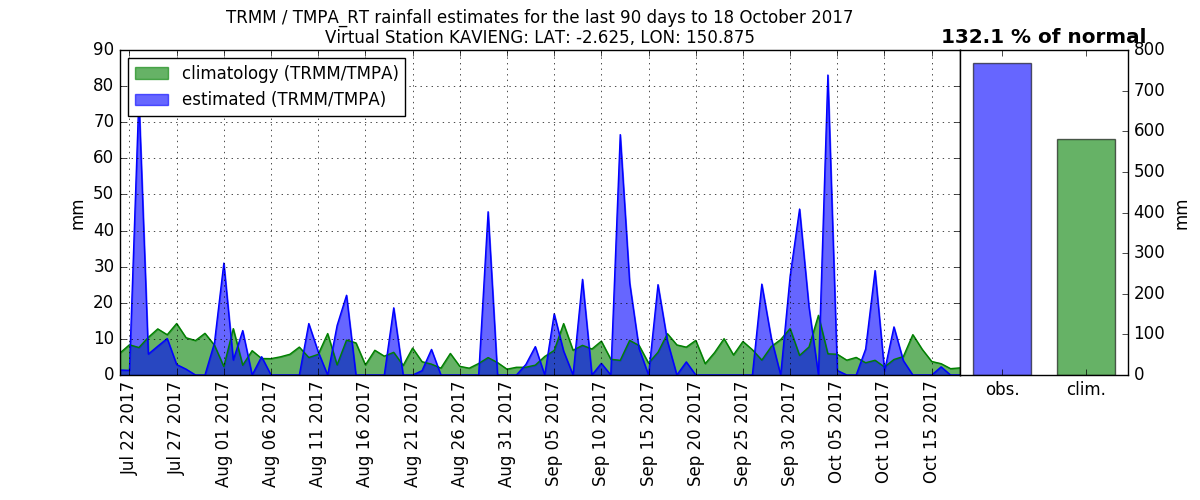 TRMM / TMPA_RT rainfall estimates for the last 90 days to 18 October 2017
Virtual Station KAVIENG: LAT: -2.625, LON: 150.875
132.1 % of normal
climatology (TRMM/TMPA)
estimated (TRMM/TMPA)
90
80
70
60
50
40
30
20
10
0
mm
Jul 22 2017
Jul 27 2017
Aug 01 2017
Aug 06 2017
Aug 11 2017
Aug 16 2017
Aug 21 2017
Aug 26 2017
Aug 31 2017
Sep 05 2017
Sep 10 2017
Sep 15 2017
Sep 20 2017
Sep 25 2017
Sep 30 2017
Oct 05 2017
Oct 10 2017
Oct 15 2017
800
700
600
500
400
300
200
100
0
mm
obs.
clim.